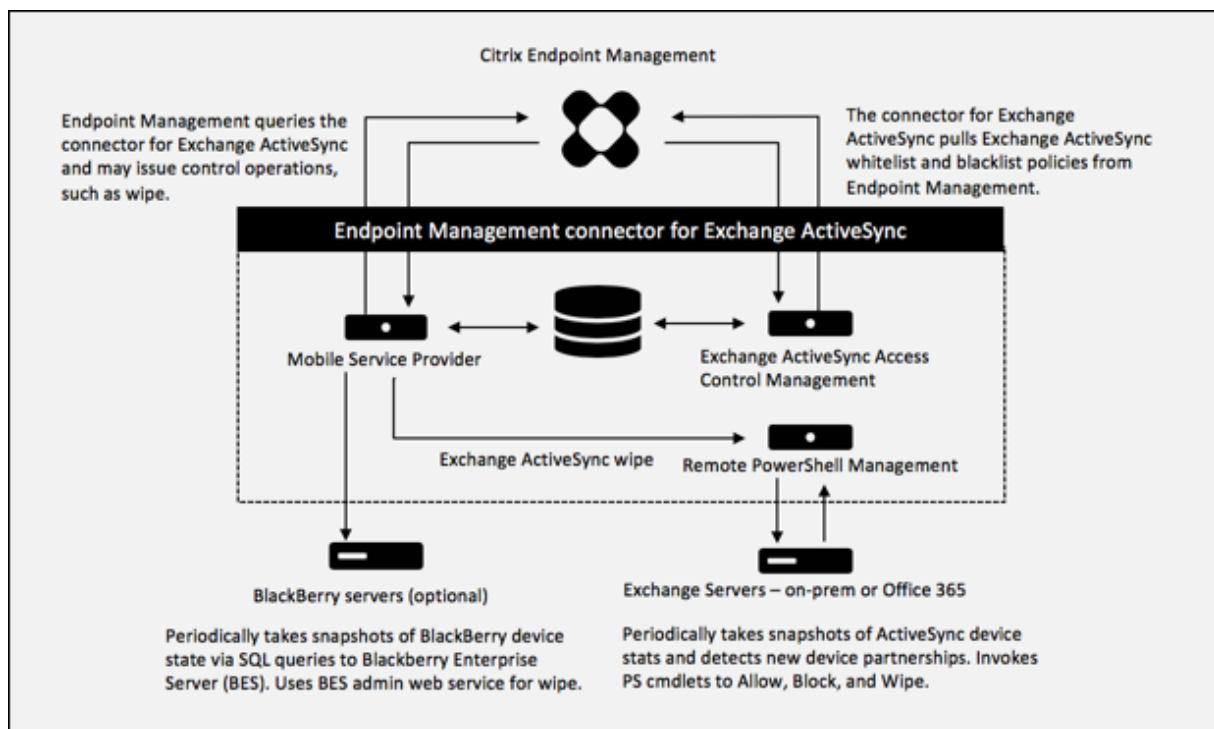 Citrix Endpoint Management
Endpoint Management queries the
connector for Exchange ActiveSync
and may issue control operations,
such as wipe.
The connector for Exchange
ActiveSync pulls Exchange ActiveSync
whitelist and blacklist policies from
Endpoint Management.
Endpoint Management connector for Exchange ActiveSync
Mobile Service Provider
Exchange ActiveSync Access
Control Management
Exchange ActiveSync wipe
Remote PowerShell Management
BlackBerry servers (optional)
Periodically takes snapshots of BlackBerry device
state via SQL queries to Blackberry Enterprise
Server (BES). Uses BES admin web service for wipe.
Exchange Servers – on-prem or Office 365
Periodically takes snapshots of ActiveSync device
stats and detects new device partnerships. Invokes
PS cmdlets to Allow, Block, and Wipe.